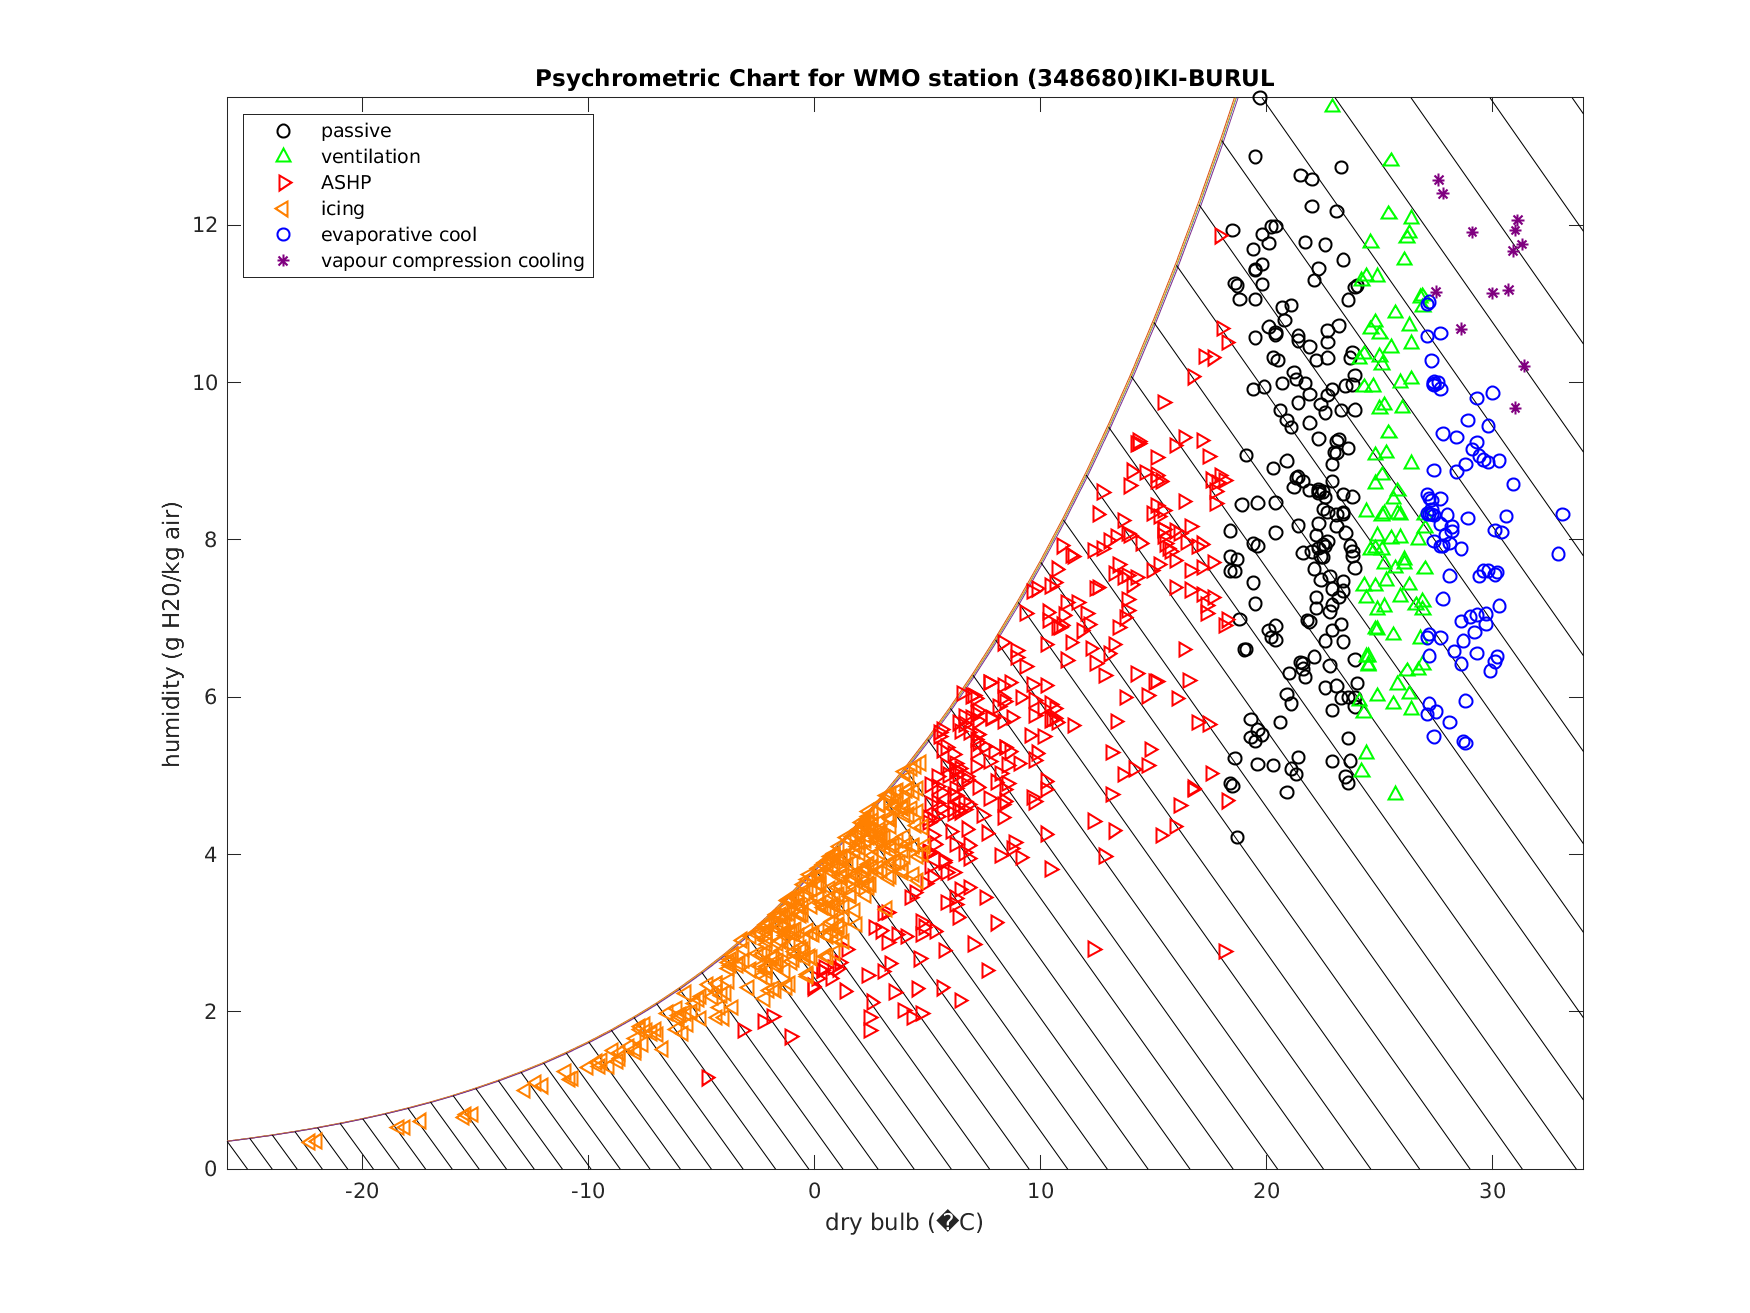 Psychrometric Chart for WMO station (348680)IKI-BURUL
passive
ventilation
ASHP
icing
evaporative cool
vapour compression cooling
humidity (g H20/kg air)
12
10
8
6
4
2
0
-20 -10 0 10 20 30
dry bulb (�C)